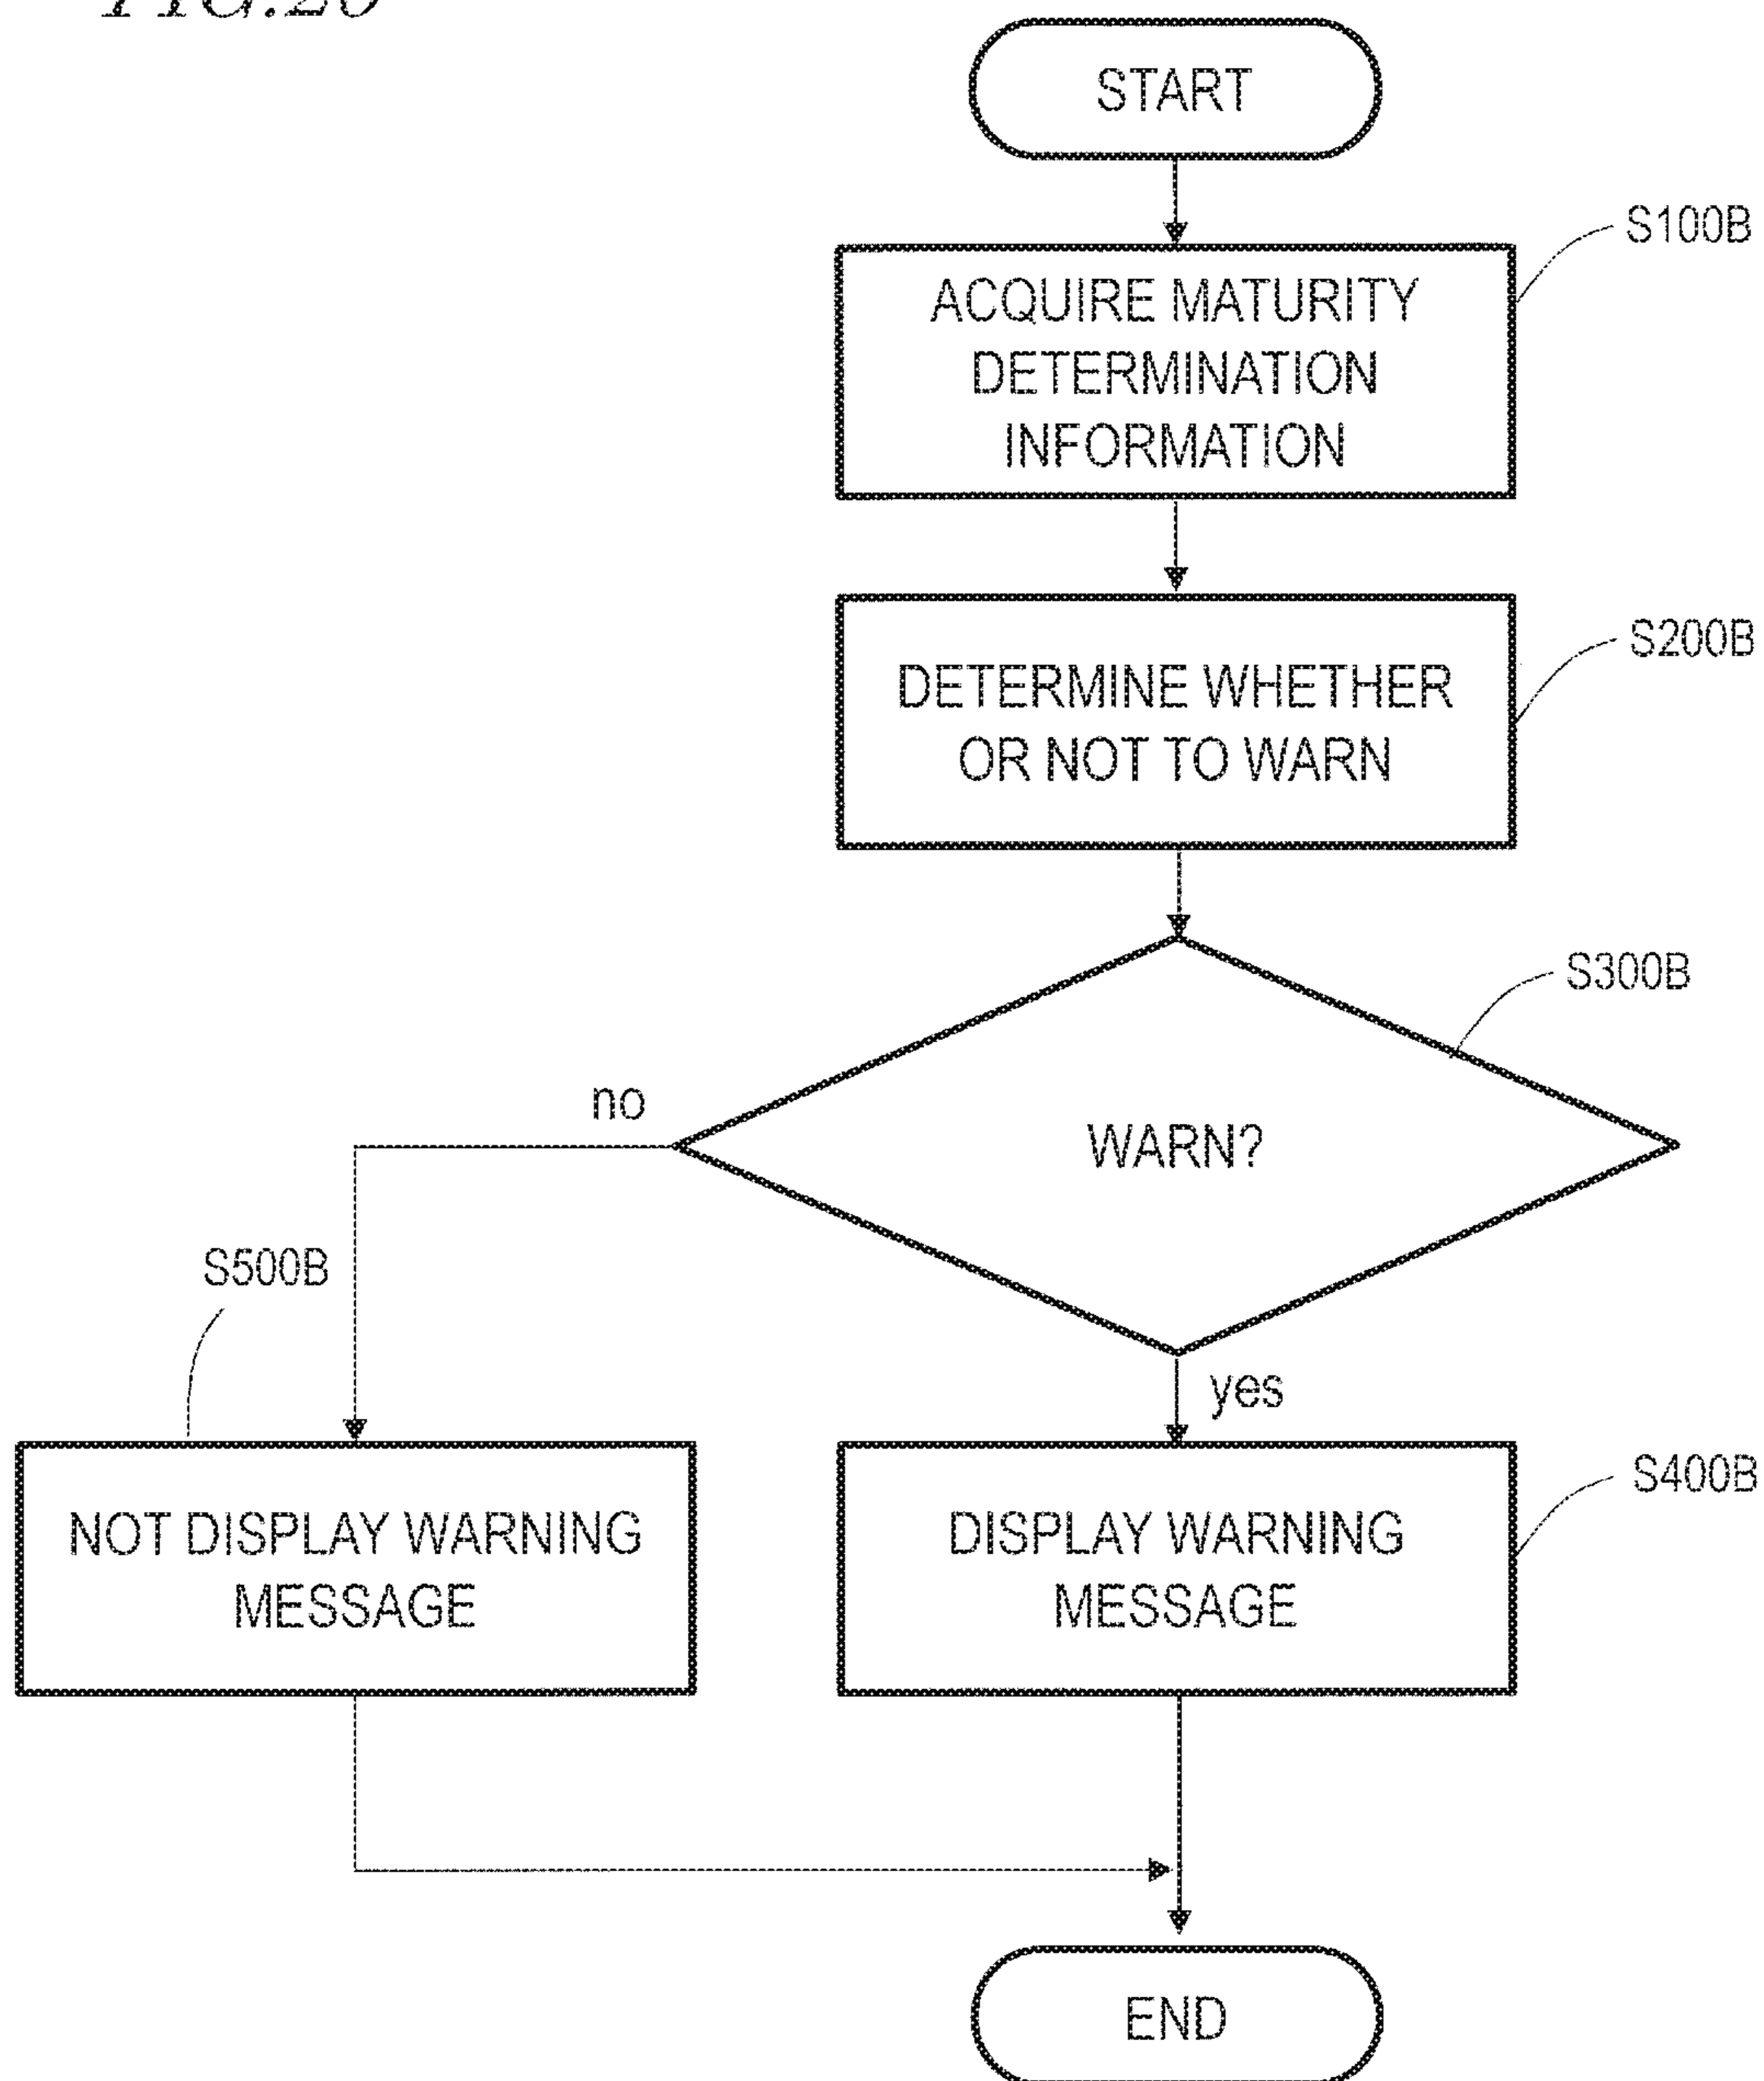 START
S100B
ACQUIRE MATURITY
DETERMINATION
INFORMATION
S200B
DETERMINE WHETHER
OR NOT TO WARN
S300B
no
WARN?
S500B
yes
S400B
NOT DISPLAY WARNING
MESSAGE
DISPLAY WARNING
MESSAGE
END